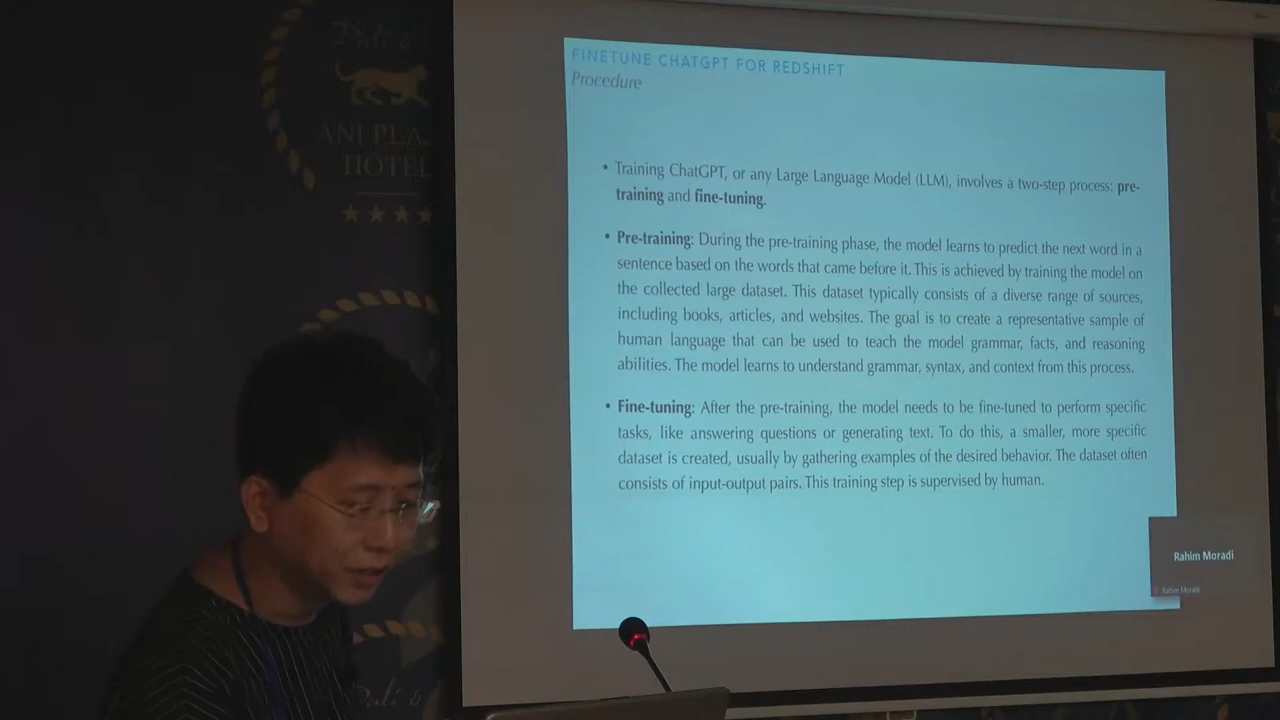 ANI PLA
HOTEL
FINETUNE CHATGPT FOR REDSHIFT
Procedure
• Training ChatGPT, or any Large Language Model (LLM), involves a two-step process: pre-
training and fine-tuning.
• Pre-training: During the pre-training phase, the model learns to predict the next word in a
sentence based on the words that came before it. This is achieved by training the model on
the collected large dataset. This dataset typically consists of a diverse range of sources,
including books, articles, and websites. The goal is to create a representative sample of
human language that can be used to teach the model grammar, facts, and reasoning
abilities. The model learns to understand grammar, syntax, and context from this process.
• Fine-tuning: After the pre-training, the model needs to be fine-tuned to perform specific
tasks, like answering questions or generating text. To do this, a smaller, more specific
dataset is created, usually by gathering examples of the desired behavior. The dataset often
consists of input-output pairs. This training step is supervised by human.
Rahim Moradi
Rahim Moradi